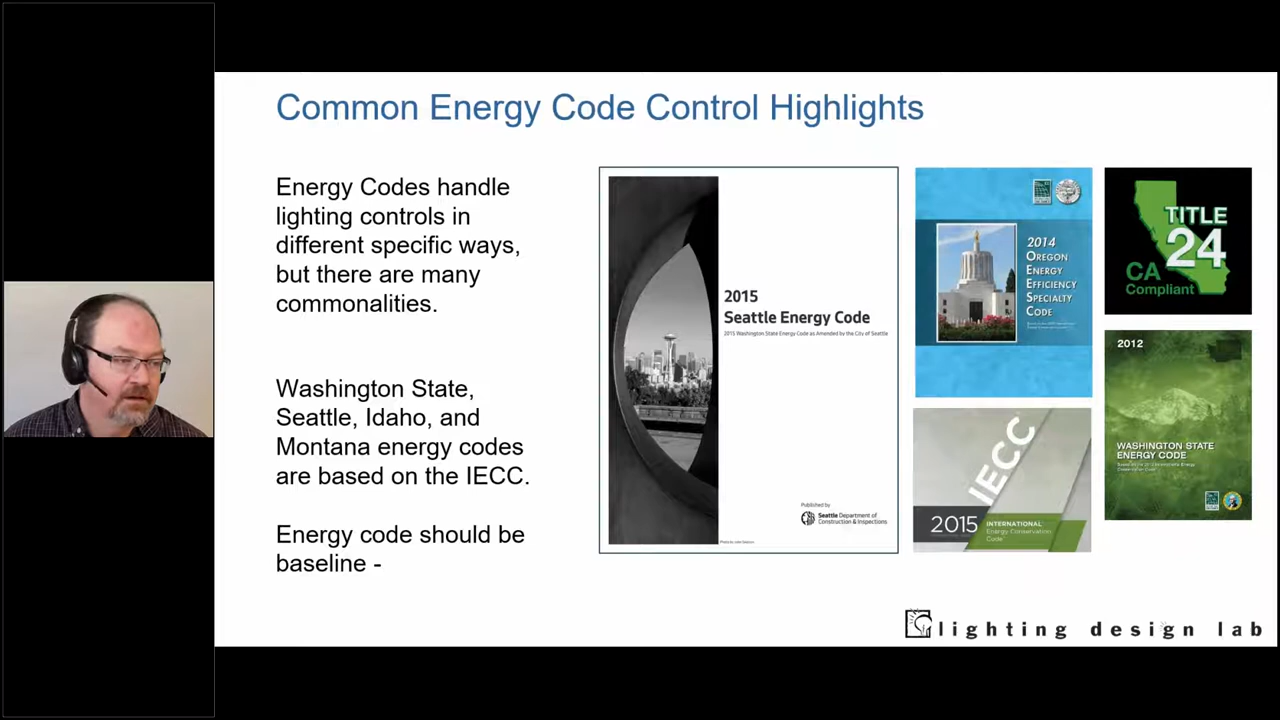 Common Energy Code Control Highlights
Energy Codes handle
lighting controls in
different specific ways,
but there are many
commonalities.
Washington State,
Seattle, Idaho, and
Montana energy codes
are based on the IECC.
Energy code should be
baseline -
2015
Seattle Energy Code
2015 Washington State Energy Code as Amended by the City of Seattle
Published by
Seattle Department of
Construction & Inspections
2014
OREGON
ENERGY
EFFICIENCY
SPECIALTY
CODE
TITLE
24
CA
Compliant
IECC
2015
INTERNATIONAL
Energy Conservation
Code
2012
WASHINGTON STATE
ENERGY CODE
lighting design lab